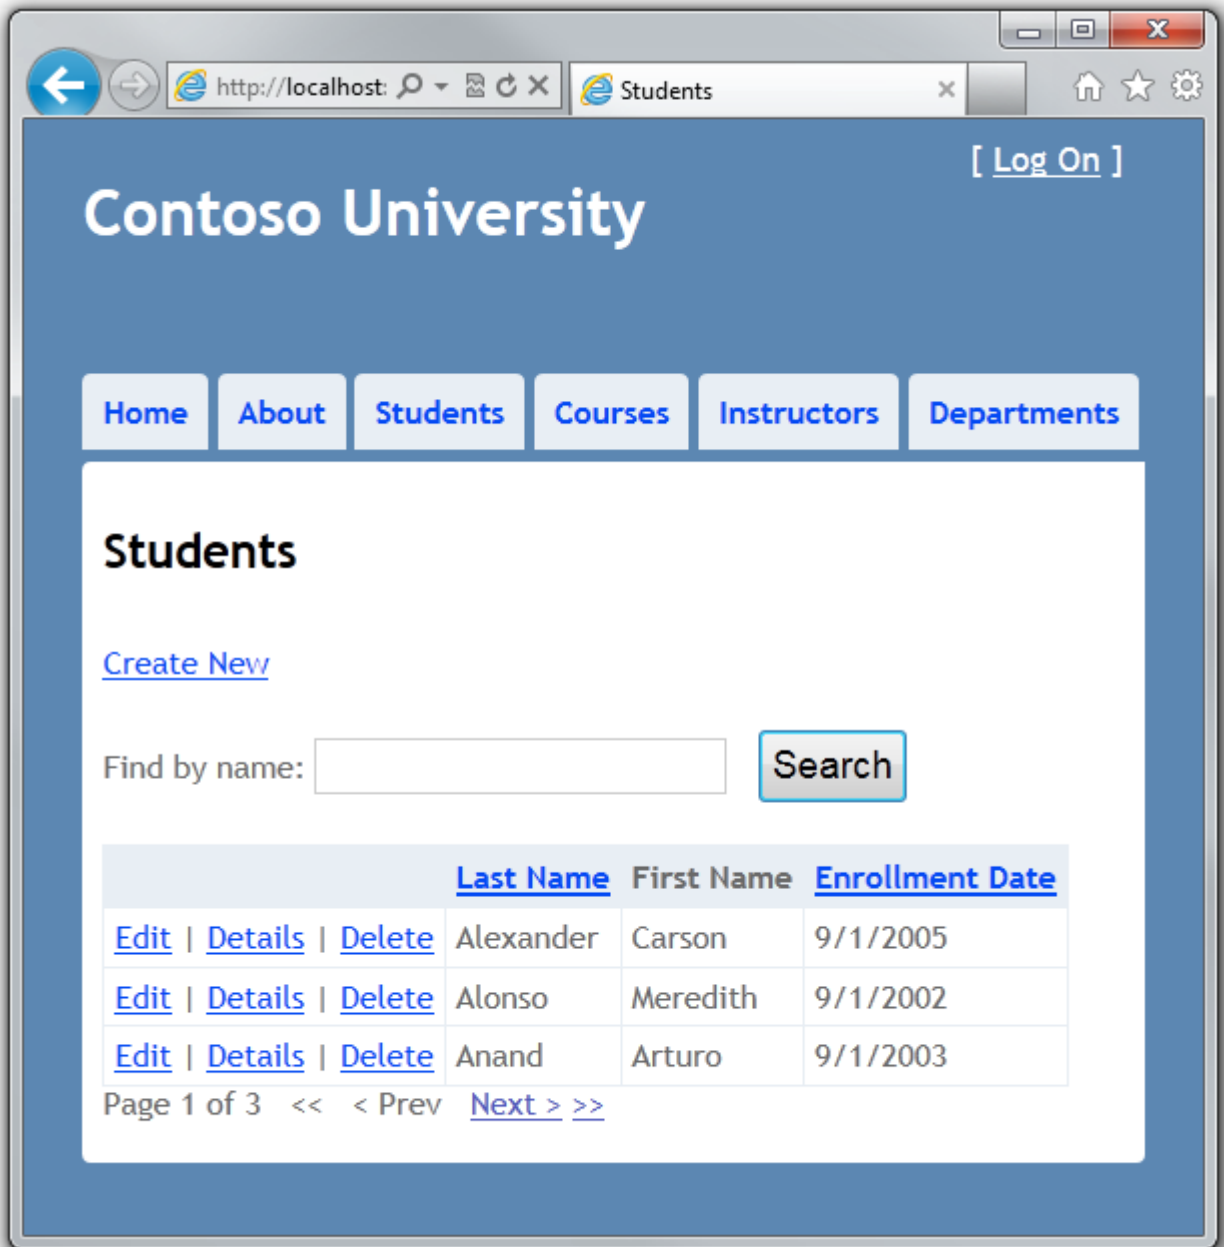 http://localhost: Students
[ Log On ]
Contoso University
Home About Students Courses Instructors Departments
Students
Create New
Find by name: Search
Last Name First Name Enrollment Date
Edit | Details | Delete Alexander Carson 9/1/2005
Edit | Details | Delete Alonso Meredith 9/1/2002
Edit | Details | Delete Anand Arturo 9/1/2003
Page 1 of 3 << < Prev Next > >>